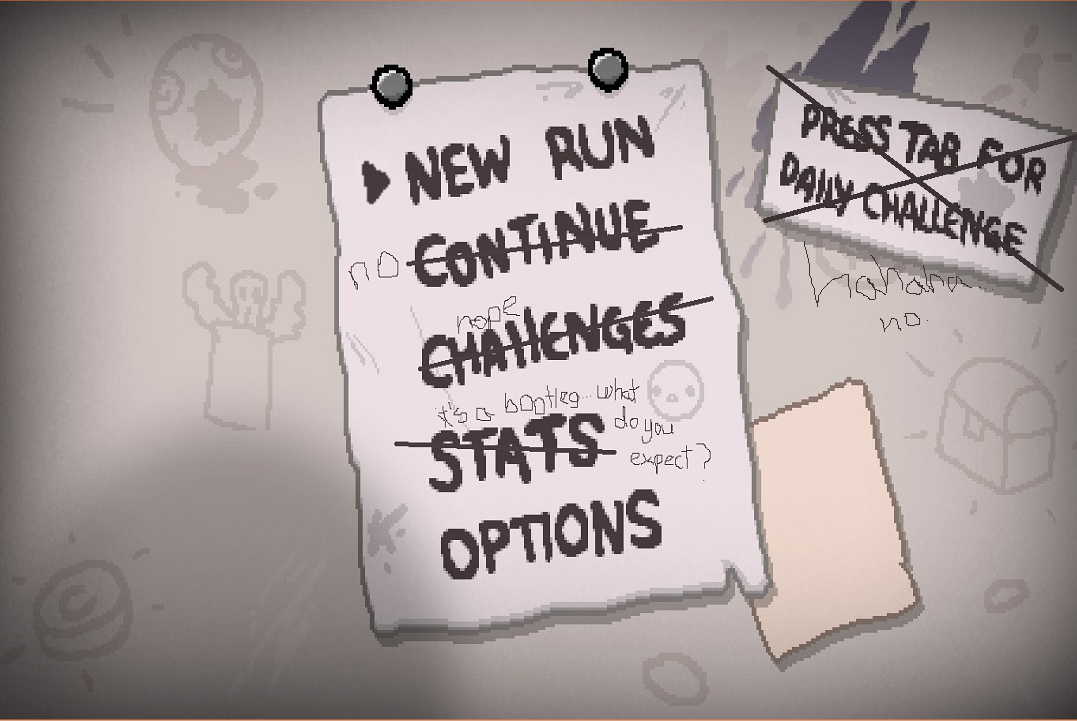 NEW RUN
no CONTINUE
nope
CHALLENGES
it's a bootleg... what
do you
expect?
STATS
OPTIONS
PRESS TAB FOR
DAILY CHALLENGE
hahaha...
no.